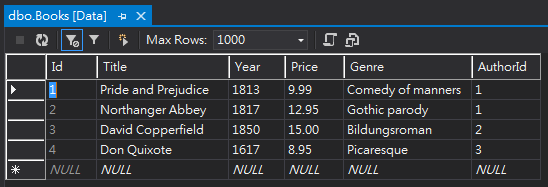 dbo.Books [Data]
Max Rows: 1000
Id Title Year Price Genre AuthorId
1 Pride and Prejudice 1813 9.99 Comedy of manners 1
2 Northanger Abbey 1817 12.95 Gothic parody 1
3 David Copperfield 1850 15.00 Bildungsroman 2
4 Don Quixote 1617 8.95 Picaresque 3
NULL NULL NULL NULL NULL NULL